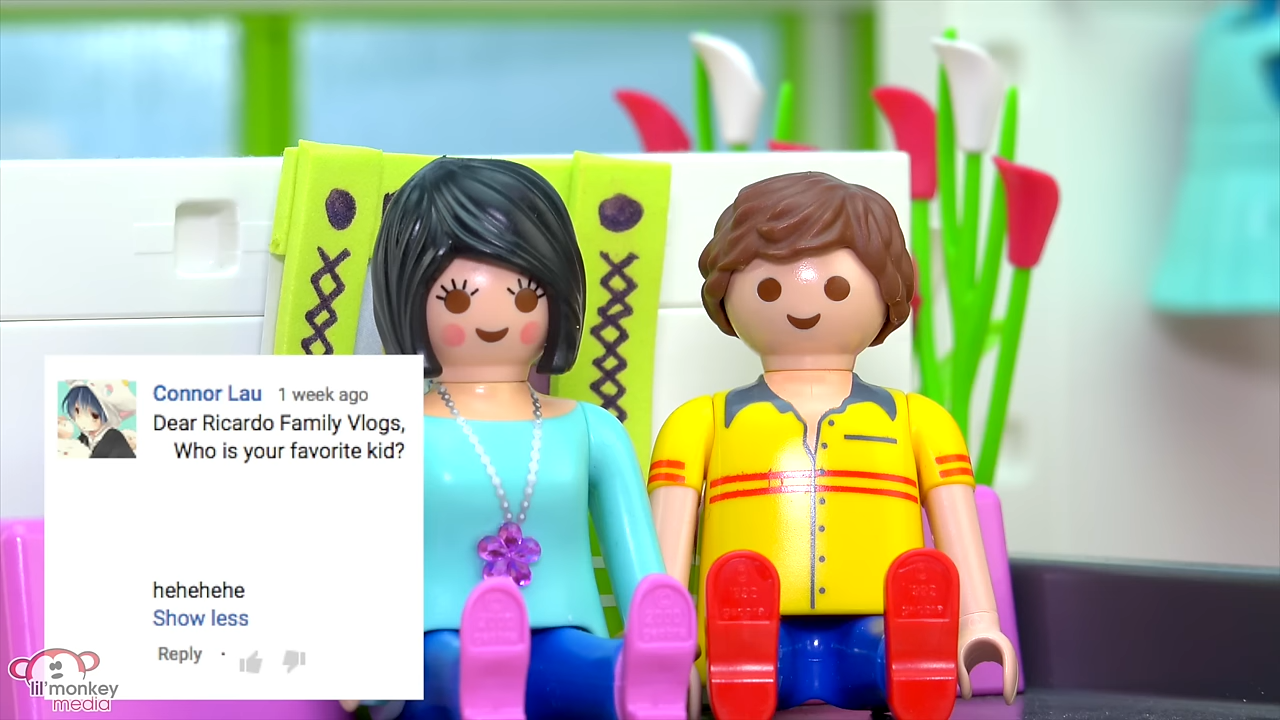 Connor Lau 1 week ago
Dear Ricardo Family Vlogs,
Who is your favorite kid?
hehehehe
Show less
Reply ·
lil'monkey
media